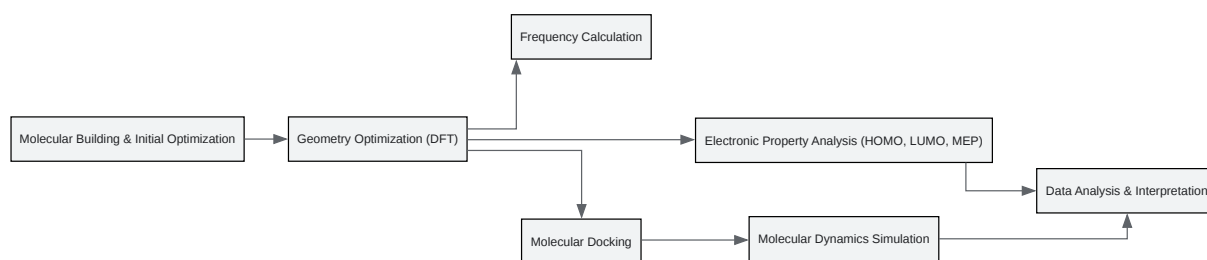 Frequency Calculation
Molecular Building & Initial Optimization
Geometry Optimization (DFT)
Electronic Property Analysis (HOMO, LUMO, MEP)
Data Analysis & Interpretation
Molecular Docking
Molecular Dynamics Simulation